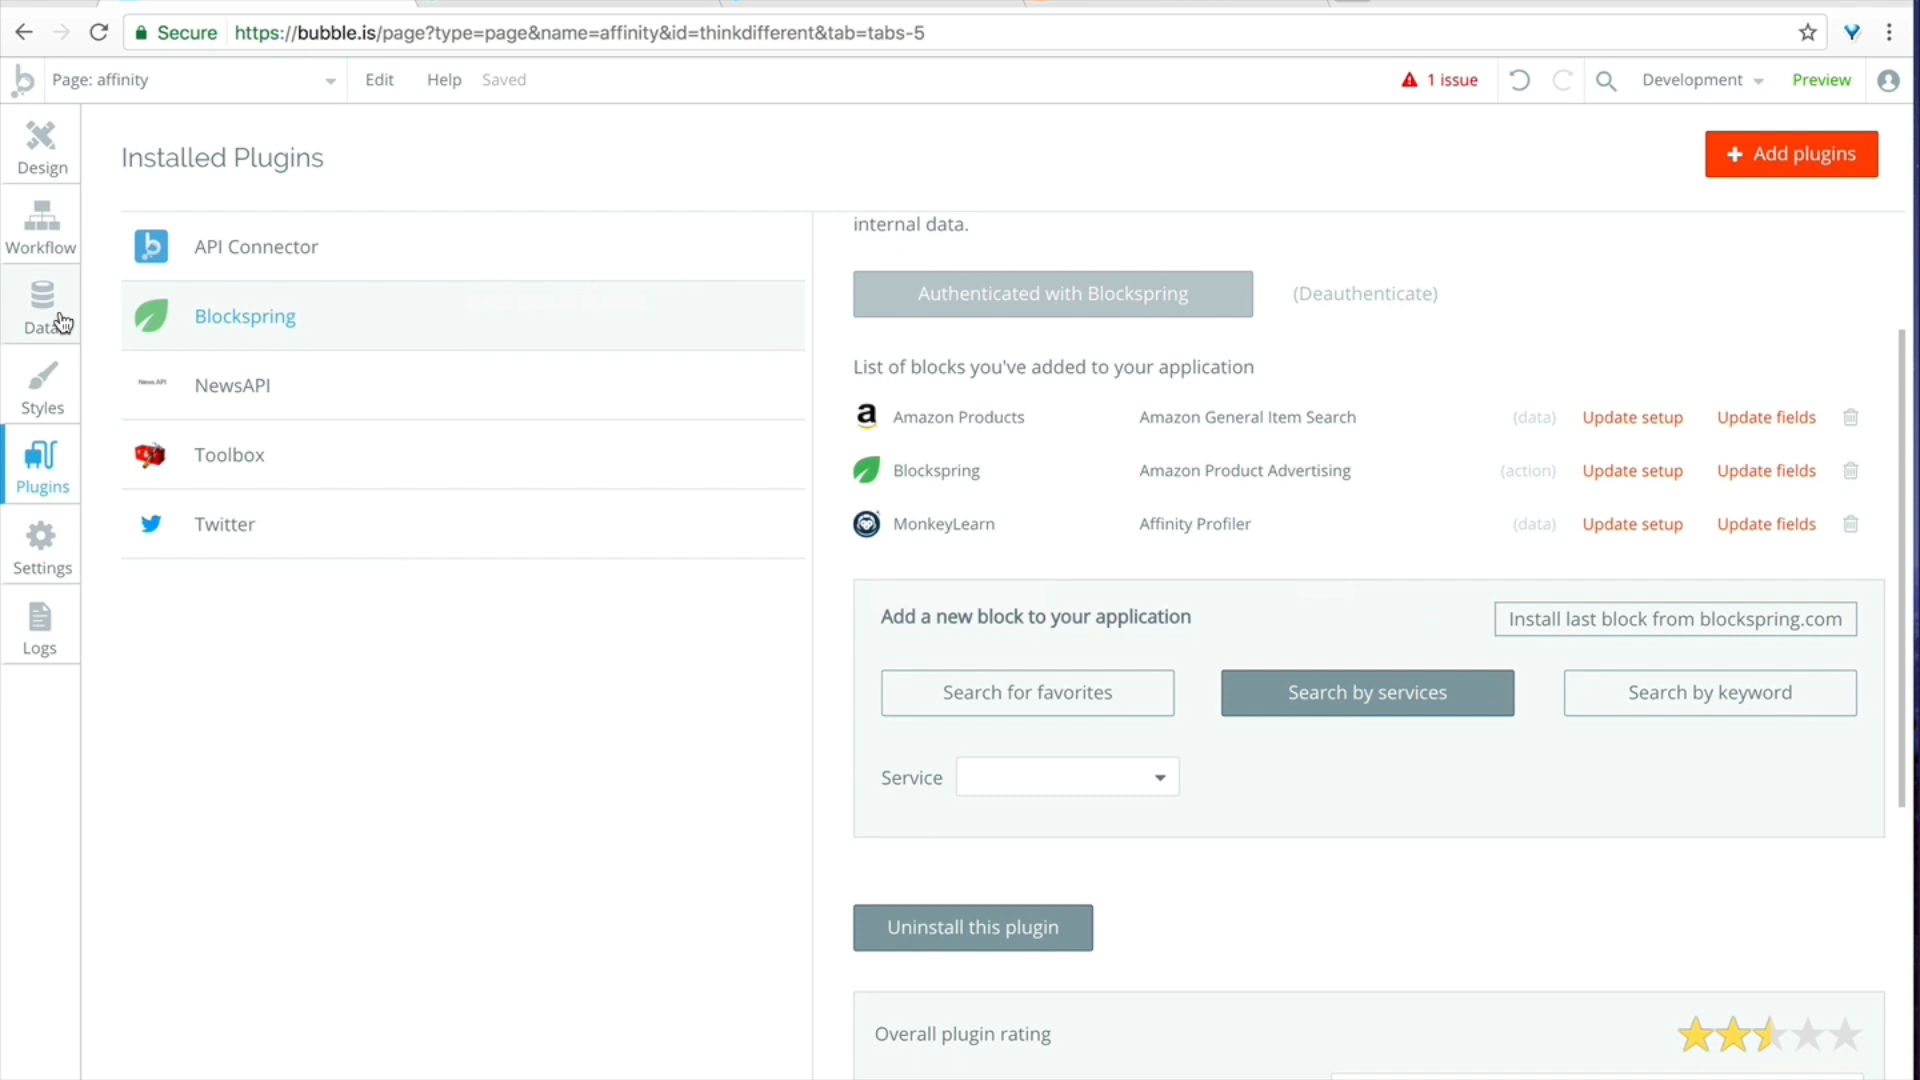 Secure https://bubble.is/page?type=page&name=affinity&id=thinkdifferent&tab=tabs-5
Page: affinity Edit Help Saved 1 issue Development Preview
Design
Workflow
Data
Styles
Plugins
Settings
Logs
Installed Plugins
+ Add plugins
API Connector
Blockspring
News API NewsAPI
Toolbox
Twitter
internal data.
Authenticated with Blockspring (Deauthenticate)
List of blocks you've added to your application
Amazon Products Amazon General Item Search (data) Update setup Update fields
Blockspring Amazon Product Advertising (action) Update setup Update fields
MonkeyLearn Affinity Profiler (data) Update setup Update fields
Add a new block to your application Install last block from blockspring.com
Search for favorites Search by services Search by keyword
Service
Uninstall this plugin
Overall plugin rating